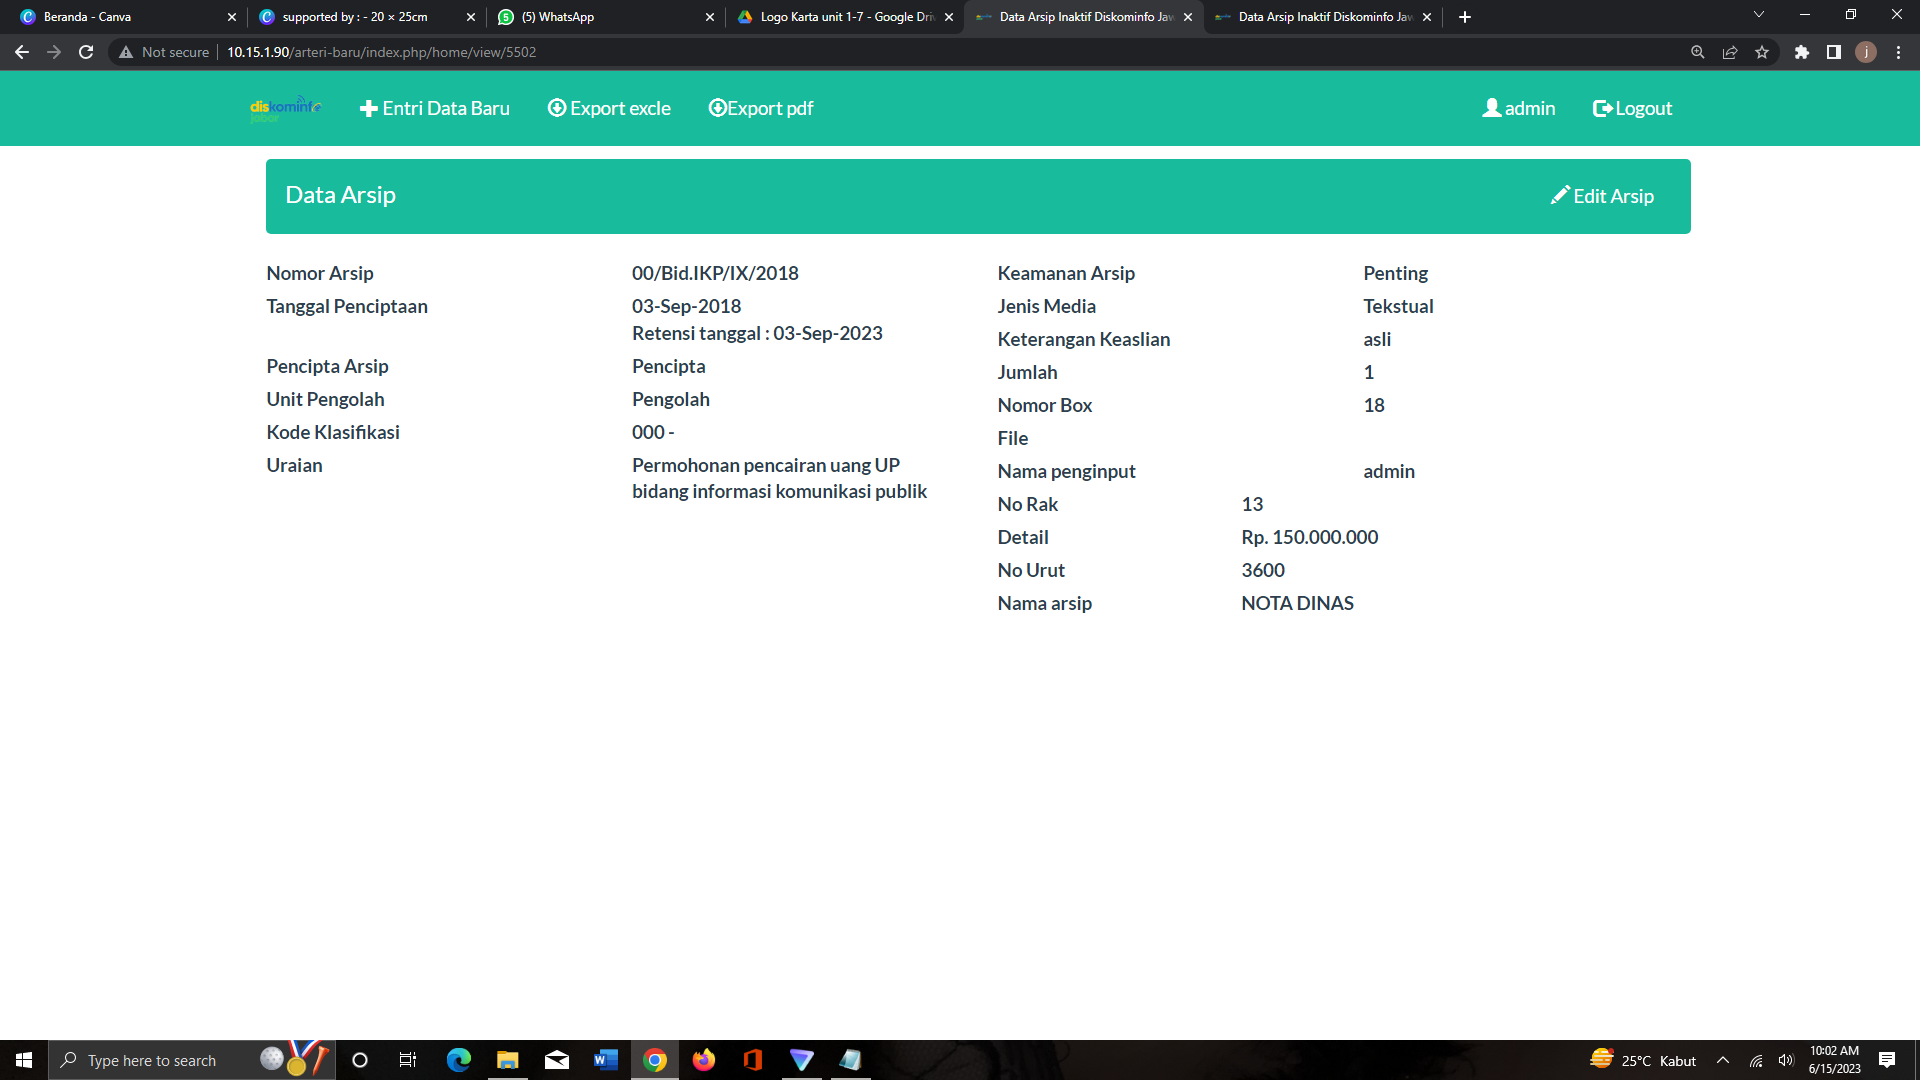 Beranda - Canva
supported by : - 20 × 25cm
(5) WhatsApp
Logo Karta unit 1-7 - Google Dri
Data Arsip Inaktif Diskominfo Jaw
Data Arsip Inaktif Diskominfo Jaw
Not secure
10.15.1.90/arteri-baru/index.php/home/view/5502
j
diskominfo
jabar
Entri Data Baru
Export excle
Export pdf
admin
Logout
Data Arsip
Edit Arsip
Nomor Arsip 00/Bid.IKP/IX/2018
Tanggal Penciptaan 03-Sep-2018
Retensi tanggal : 03-Sep-2023
Pencipta Arsip Pencipta
Unit Pengolah Pengolah
Kode Klasifikasi 000 -
Uraian Permohonan pencairan uang UP
bidang informasi komunikasi publik
Keamanan Arsip Penting
Jenis Media Tekstual
Keterangan Keaslian asli
Jumlah 1
Nomor Box 18
File
Nama penginput admin
No Rak 13
Detail Rp. 150.000.000
No Urut 3600
Nama arsip NOTA DINAS
Type here to search
25°C Kabut
10:02 AM
6/15/2023